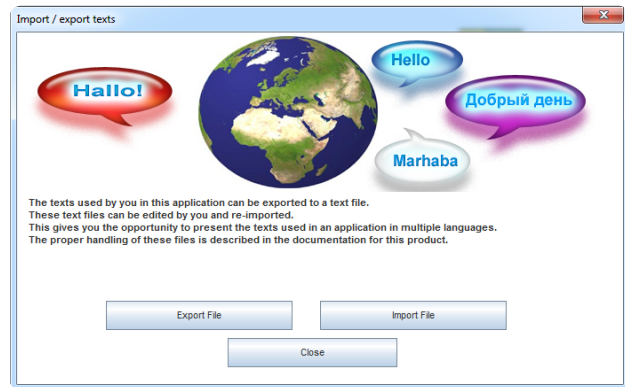 Import / export texts
Hallo!
Hello
Добрый день
Marhaba
The texts used by you in this application can be exported to a text file.
These text files can be edited by you and re-imported.
This gives you the opportunity to present the texts used in an application in multiple languages.
The proper handling of these files is described in the documentation for this product.
Export File
Import File
Close